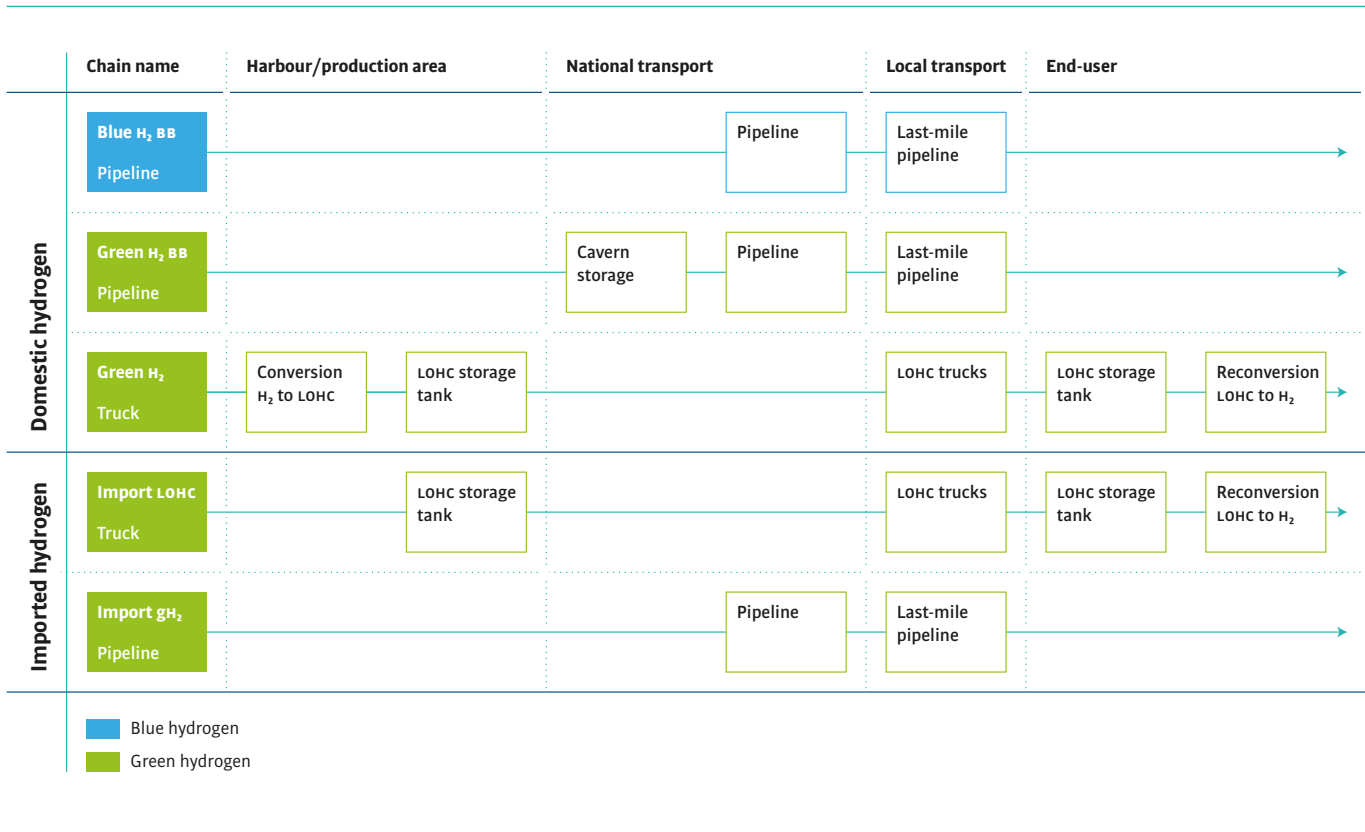 Chain name
Harbour/production area
National transport
Local transport
End-user
Domestic hydrogen
Blue H₂ BB
Pipeline
Pipeline
Last-mile
pipeline
Green H₂ BB
Pipeline
Cavern
storage
Pipeline
Last-mile
pipeline
Green H₂
Truck
Conversion
H₂ to LOHC
LOHC storage
tank
LOHC trucks
LOHC storage
tank
Reconversion
LOHC to H₂
Imported hydrogen
Import LOHC
Truck
LOHC storage
tank
LOHC trucks
LOHC storage
tank
Reconversion
LOHC to H₂
Import gH₂
Pipeline
Pipeline
Last-mile
pipeline
Blue hydrogen
Green hydrogen